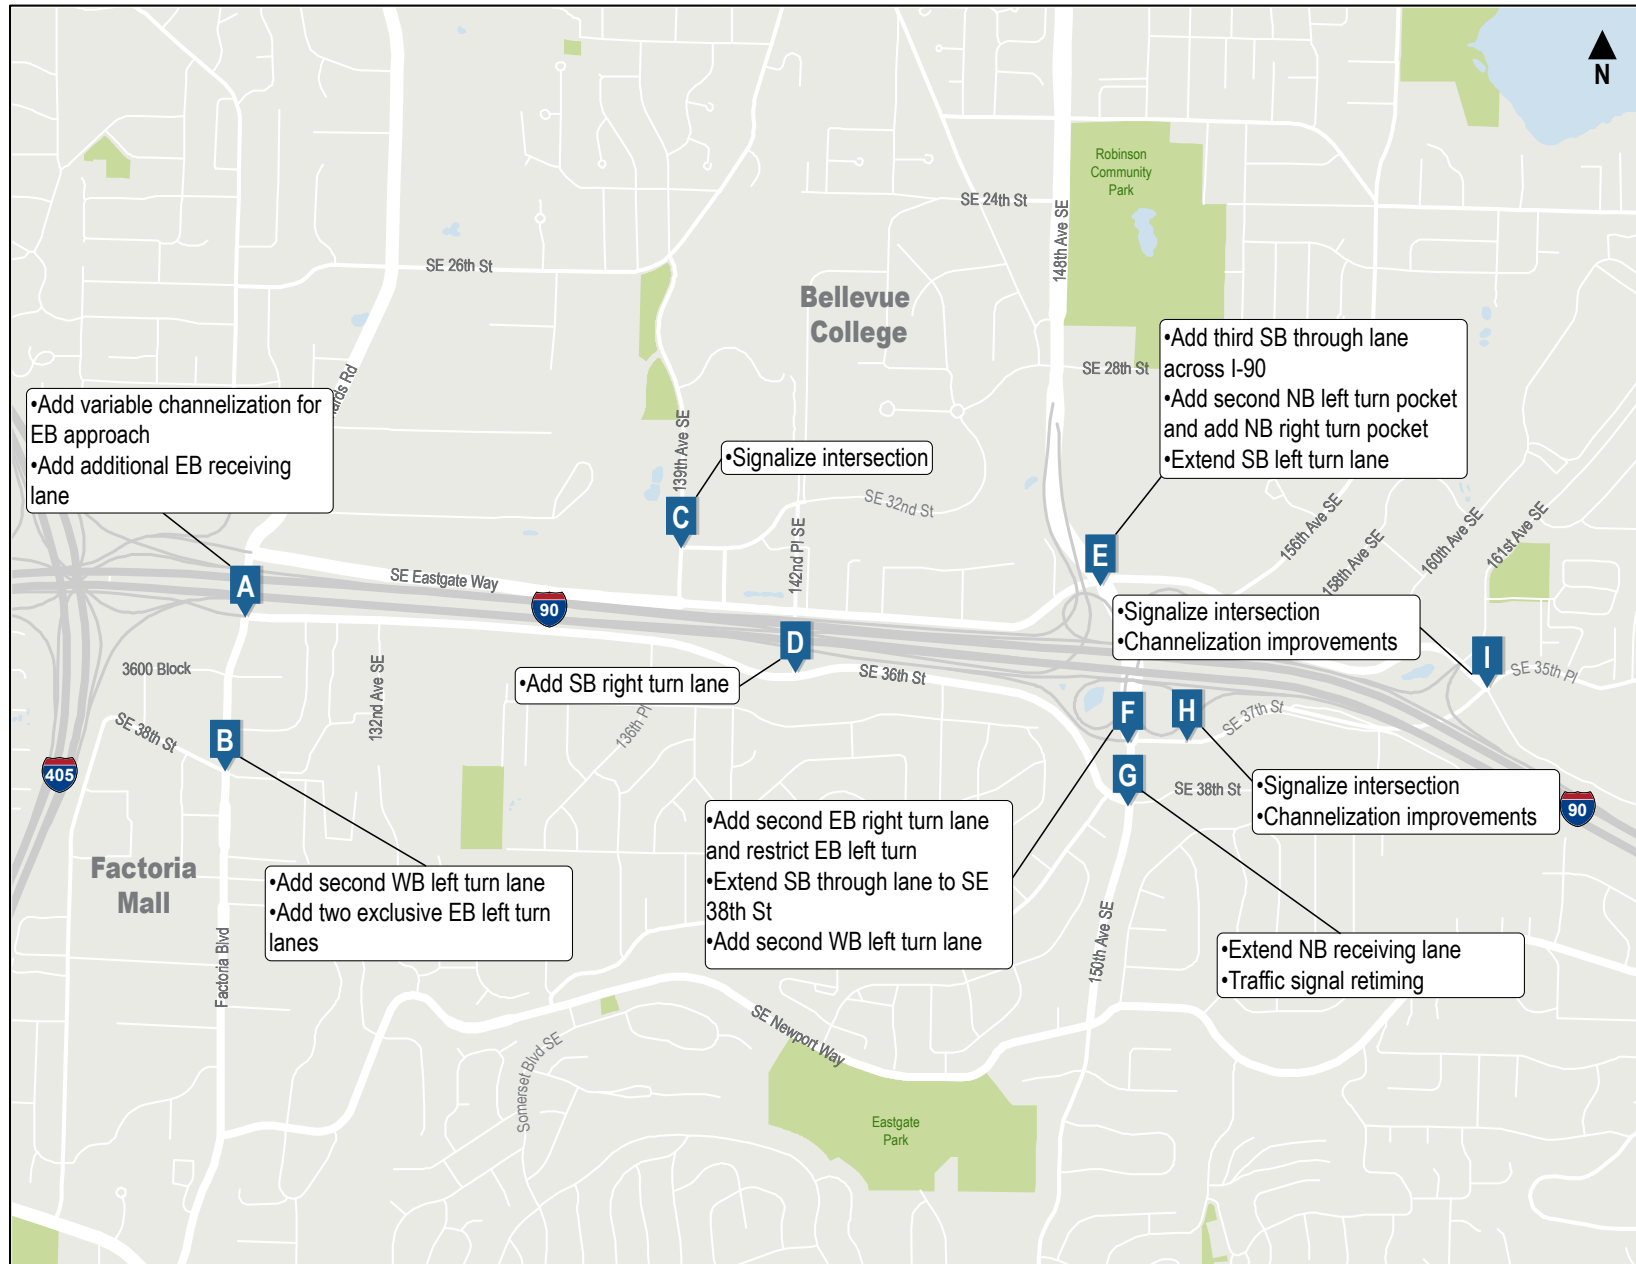 N
Robinson
Community
Park
SE 24th St
148th Ave SE
SE 26th St
Bellevue
College
•Add third SB through lane
across I-90
•Add second NB left turn pocket
and add NB right turn pocket
•Extend SB left turn lane
SE 28th St
ards Rd
•Add variable channelization for
EB approach
•Add additional EB receiving
lane
139th Ave SE
•Signalize intersection
C
SE 32nd St
142nd Pl SE
E
156th Ave SE
158th Ave SE
160th Ave SE
161st Ave SE
A
SE Eastgate Way
90
•Signalize intersection
•Channelization improvements
D
I
SE 35th Pl
3600 Block
132nd Ave SE
•Add SB right turn lane
SE 36th St
136th Pl
SE 38th St
B
F
H
SE 37th St
405
G
SE 38th St
•Signalize intersection
•Channelization improvements
90
•Add second EB right turn lane
and restrict EB left turn
•Extend SB through lane to SE
38th St
•Add second WB left turn lane
Factoria
Mall
•Add second WB left turn lane
•Add two exclusive EB left turn
lanes
Factoria Blvd
150th Ave SE
•Extend NB receiving lane
•Traffic signal retiming
SE Newport Way
Somerset Blvd SE
Eastgate
Park